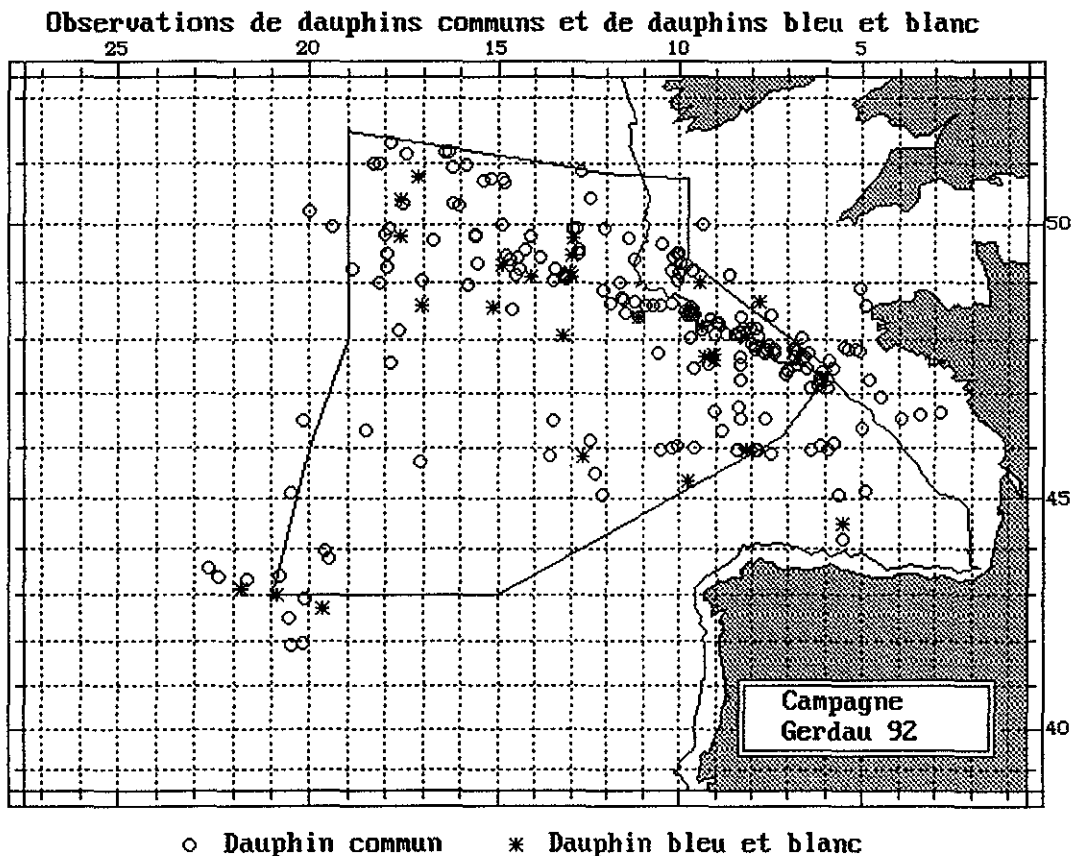 Observations de dauphins communs et de dauphins bleu et blanc
25 20 15 10 5
50
45
Campagne
Gerdau 92
40
Dauphin commun Dauphin bleu et blanc